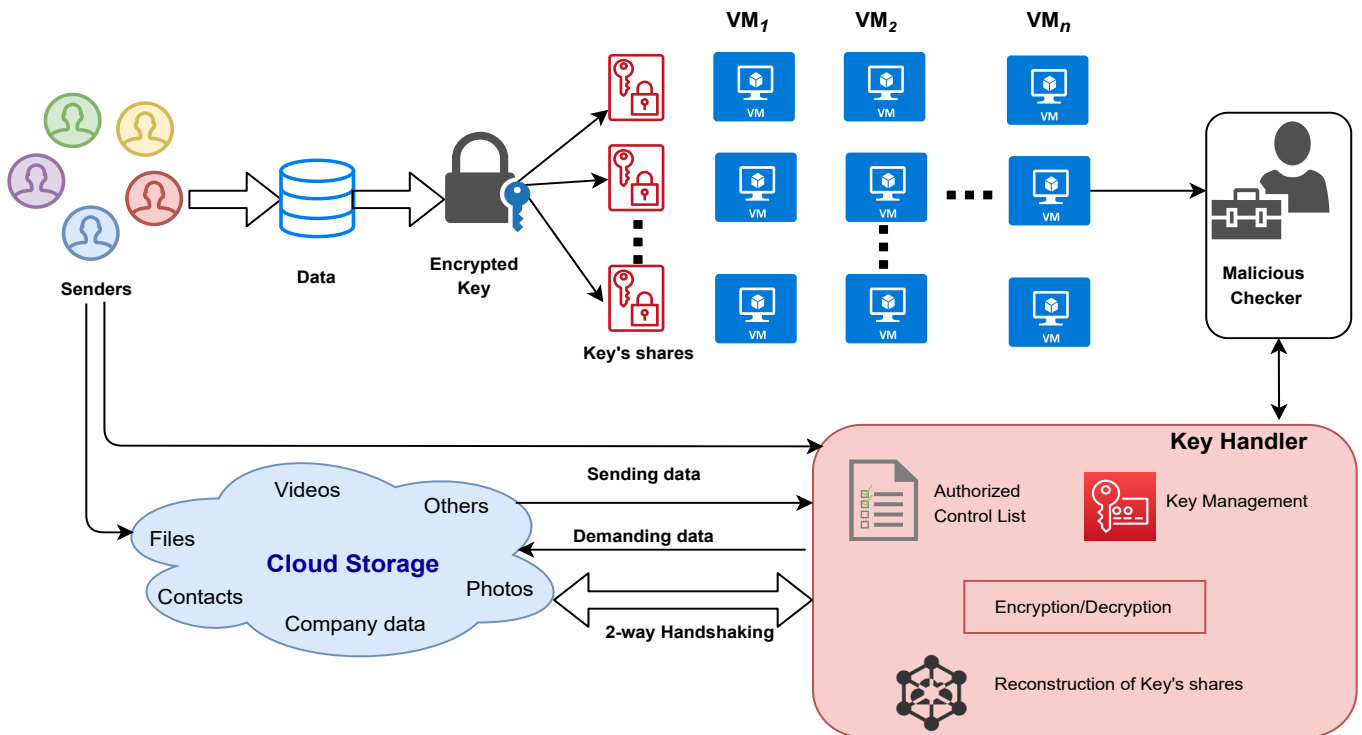 VM1
VM2
VMn
VM
VM
VM
VM
VM
VM
VM
VM
VM
Senders
Data
Encrypted
Key
Key's shares
Malicious
Checker
Key Handler
Authorized
Control List
Key Management
Encryption/Decryption
Reconstruction of Key's shares
Sending data
Demanding data
2-way Handshaking
Videos
Others
Files
Cloud Storage
Contacts
Photos
Company data